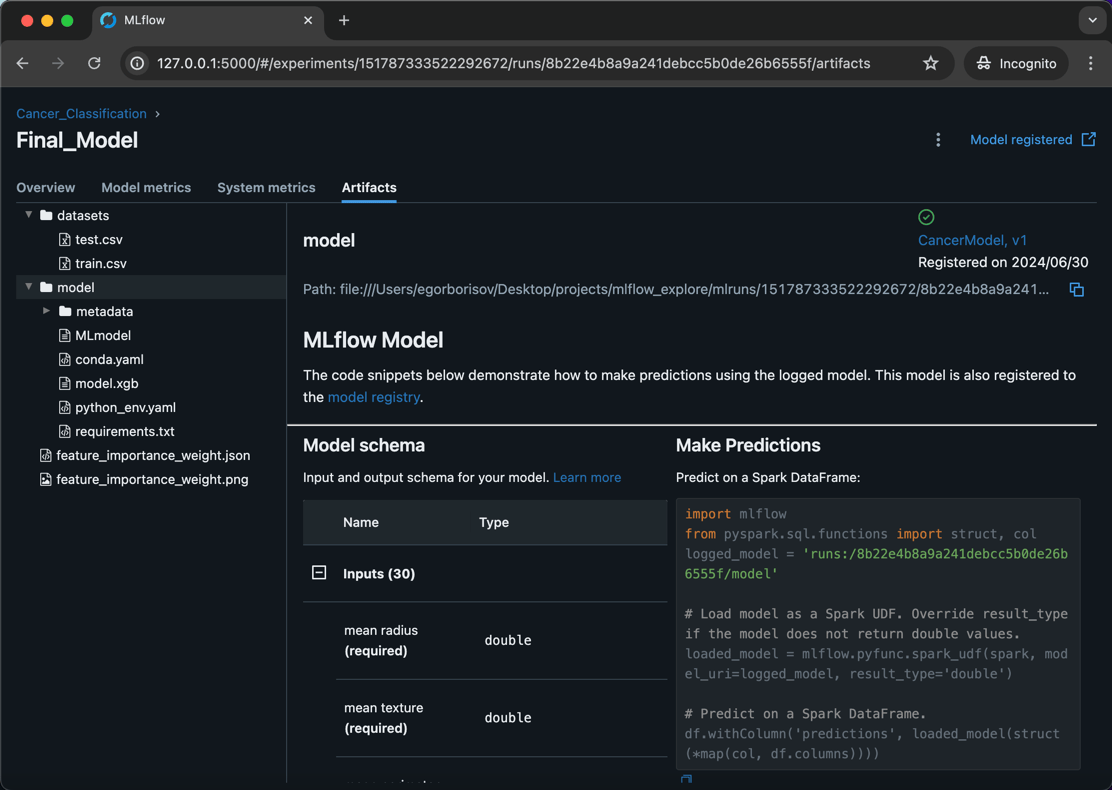 MLflow
127.0.0.1:5000/#/experiments/151787333522292672/runs/8b22e4b8a9a241debcc5b0de26b6555f/artifacts
Incognito
Cancer_Classification
Final_Model
Model registered
Overview
Model metrics
System metrics
Artifacts
datasets
test.csv
train.csv
model
metadata
MLmodel
conda.yaml
model.xgb
python_env.yaml
requirements.txt
feature_importance_weight.json
feature_importance_weight.png
model
CancerModel, v1
Registered on 2024/06/30
Path: file:///Users/egorborisov/Desktop/projects/mlflow_explore/mlruns/151787333522292672/8b22e4b8a9a241...
MLflow Model
The code snippets below demonstrate how to make predictions using the logged model. This model is also registered to
the model registry.
Model schema
Input and output schema for your model. Learn more
Name Type
Inputs (30)
mean radius
(required)
double
mean texture
(required)
double
Make Predictions
Predict on a Spark DataFrame:
import mlflow
from pyspark.sql.functions import struct, col
logged_model = 'runs:/8b22e4b8a9a241debcc5b0de26b
6555f/model'
# Load model as a Spark UDF. Override result_type
if the model does not return double values.
loaded_model = mlflow.pyfunc.spark_udf(spark, mod
el_uri=logged_model, result_type='double')
# Predict on a Spark DataFrame.
df.withColumn('predictions', loaded_model(struct
(*map(col, df.columns))))